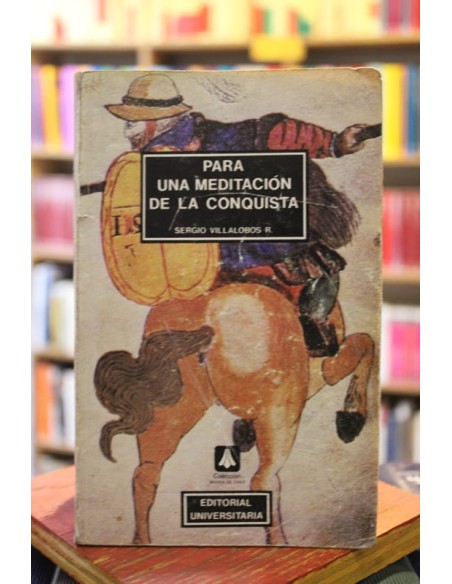 I.S
PARA
UNA MEDITACIÓN
DE LA CONQUISTA
SERGIO VILLALOBOS R.
EDITORIAL
UNIVERSITARIA